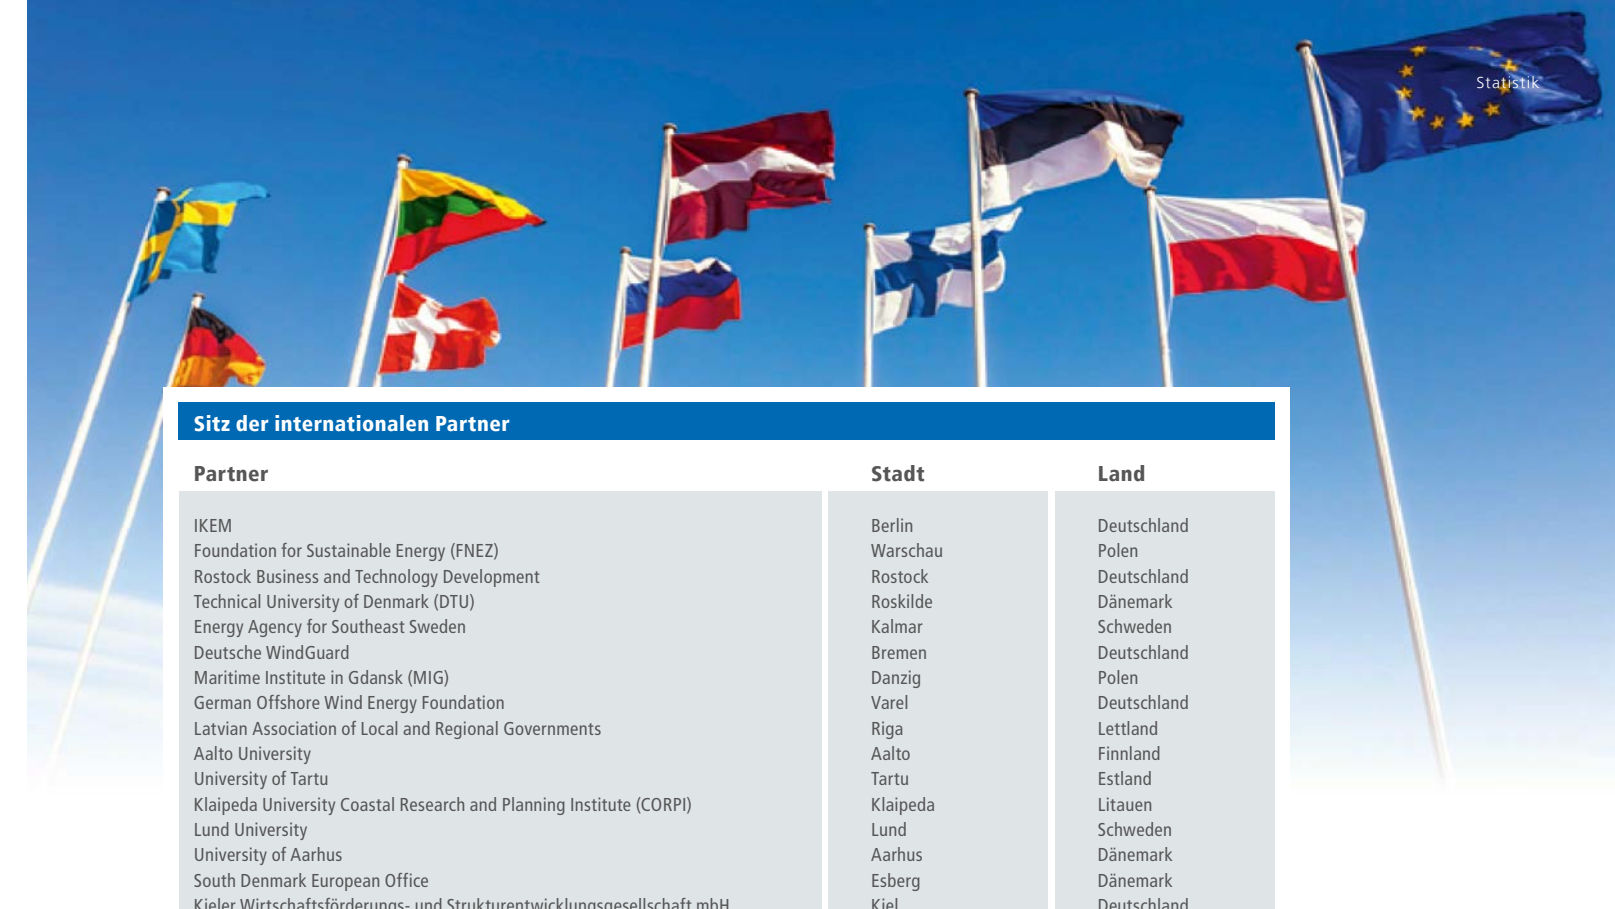 Statistik
Sitz der internationalen Partner
Partner Stadt Land
IKEM Berlin Deutschland
Foundation for Sustainable Energy (FNEZ) Warschau Polen
Rostock Business and Technology Development Rostock Deutschland
Technical University of Denmark (DTU) Roskilde Dänemark
Energy Agency for Southeast Sweden Kalmar Schweden
Deutsche WindGuard Bremen Deutschland
Maritime Institute in Gdansk (MIG) Danzig Polen
German Offshore Wind Energy Foundation Varel Deutschland
Latvian Association of Local and Regional Governments Riga Lettland
Aalto University Aalto Finnland
University of Tartu Tartu Estland
Klaipeda University Coastal Research and Planning Institute (CORPI) Klaipeda Litauen
Lund University Lund Schweden
University of Aarhus Aarhus Dänemark
South Denmark European Office Esberg Dänemark
Kieler Wirtschaftsförderungs- und Strukturentwicklungsgesellschaft mbH Kiel Deutschland